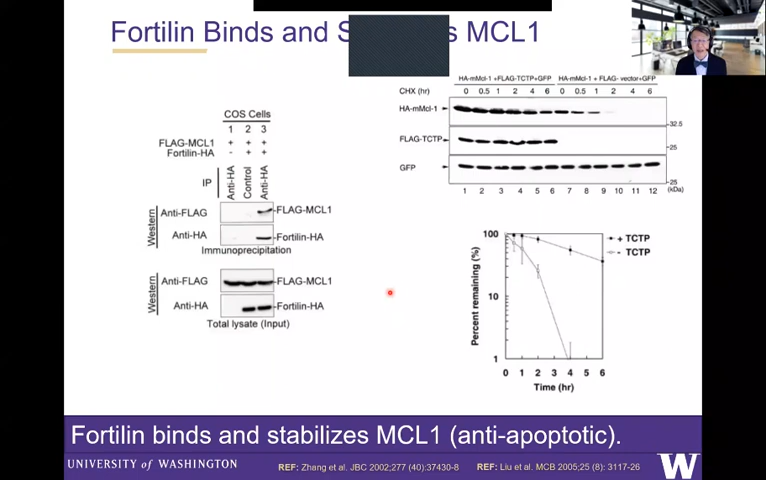 Fortilin Binds and S s MCL1
COS Cells
1 2 3
FLAG-MCL1 + + +
Fortilin-HA - + +
IP Anti-HA Control Anti-HA
Western
Anti-FLAG FLAG-MCL1
Anti-HA Fortilin-HA
Immunoprecipitation
Western
Anti-FLAG FLAG-MCL1
Anti-HA Fortilin-HA
Total lysate (Input)
HA-mMcl-1 +FLAG-TCTP+GFP HA-mMcl-1 + FLAG- vector+GFP
CHX (hr) 0 0.5 1 2 4 6 0 0.5 1 2 4 6
HA-mMcl-1
32.5
FLAG-TCTP
25
GFP
25
1 2 3 4 5 6 7 8 9 10 11 12 (kDa)
Percent remaining (%)
100
10
1
+ TCTP
- TCTP
0 1 2 3 4 5 6
Time (hr)
Fortilin binds and stabilizes MCL1 (anti-apoptotic).
UNIVERSITY of WASHINGTON
REF: Zhang et al. JBC 2002;277 (40):37430-8 REF: Liu et al. MCB 2005;25 (8): 3117-26
W